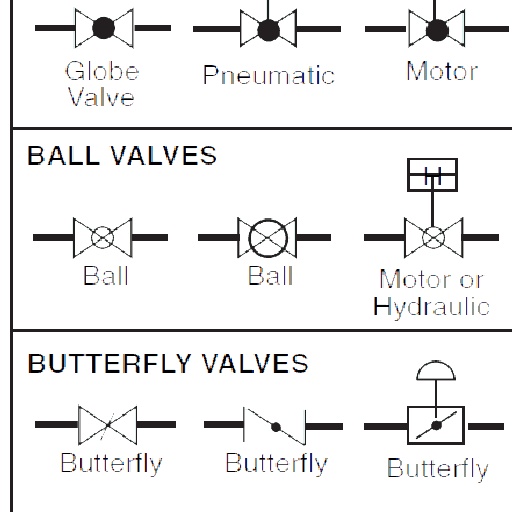 Globe
Valve
Pneumatic
Motor
BALL VALVES
H
Ball
Ball
Motor or
Hydraulic
BUTTERFLY VALVES
Butterfly
Butterfly
Butterfly